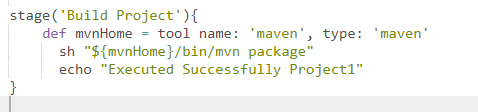 stage('Build Project'){
    def mvnHome = tool name: 'maven', type: 'maven'
      sh "${mvnHome}/bin/mvn package"
      echo "Executed Successfully Project1"
}